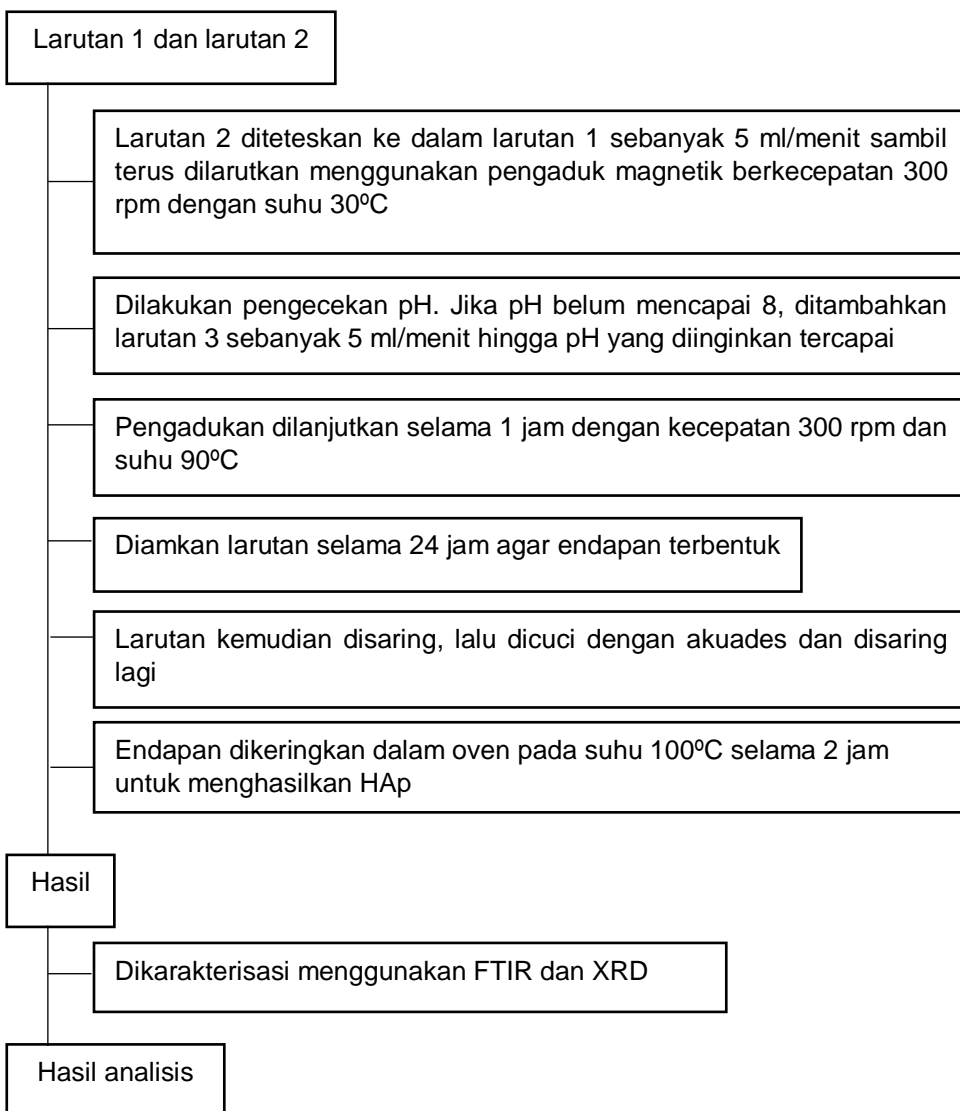 Larutan 1 dan larutan 2
Larutan 2 diteteskan ke dalam larutan 1 sebanyak 5 ml/menit sambil
terus dilarutkan menggunakan pengaduk magnetik berkecepatan 300
rpm dengan suhu 30ºC
Dilakukan pengecekan pH. Jika pH belum mencapai 8, ditambahkan
larutan 3 sebanyak 5 ml/menit hingga pH yang diinginkan tercapai
Pengadukan dilanjutkan selama 1 jam dengan kecepatan 300 rpm dan
suhu 90ºC
Diamkan larutan selama 24 jam agar endapan terbentuk
Larutan kemudian disaring, lalu dicuci dengan akuades dan disaring
lagi
Endapan dikeringkan dalam oven pada suhu 100ºC selama 2 jam
untuk menghasilkan HAp
Hasil
Dikarakterisasi menggunakan FTIR dan XRD
Hasil analisis